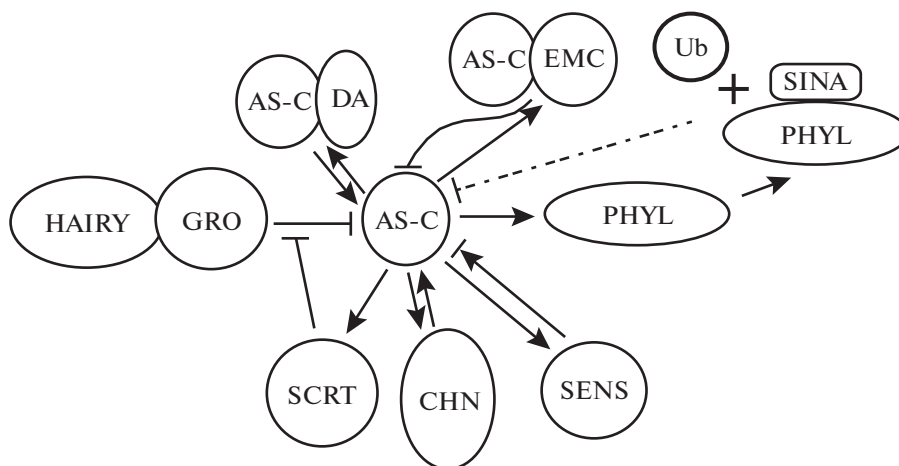 AS-C EMC
Ub
+
SINA
PHYL
AS-C DA
HAIRY GRO
AS-C
PHYL
SCRT
CHN
SENS